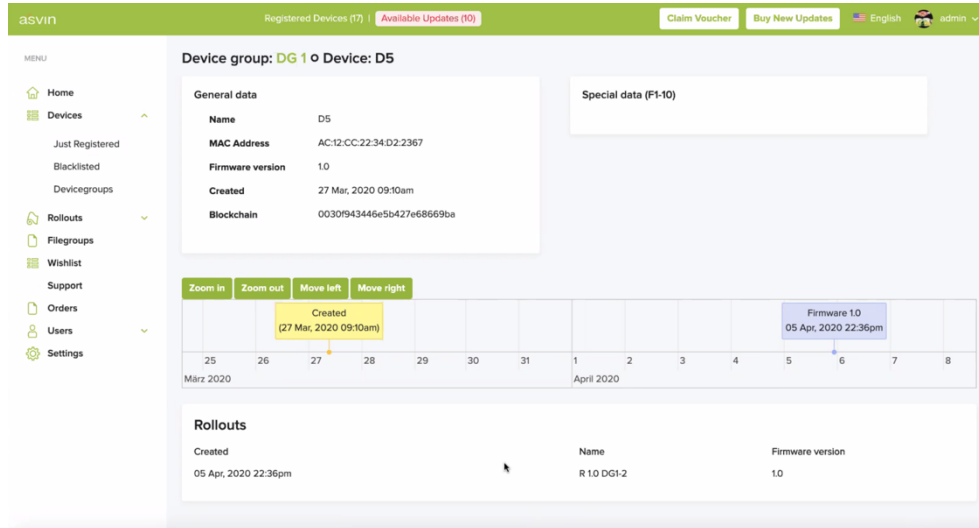 asvin
Registered Devices (17) | Available Updates (10)
Claim Voucher
Buy New Updates
English
admin
MENU
Home
Devices
Just Registered
Blacklisted
Devicegroups
Rollouts
Filegroups
Wishlist
Support
Orders
Users
Settings
Device group: DG 1 Device: D5
General data
Name D5
MAC Address AC:12:CC:22:34:D2:2367
Firmware version 1.0
Created 27 Mar, 2020 09:10am
Blockchain 0030f943446e5b427e68669ba
Special data (F1-10)
Zoom in Zoom out Move left Move right
Created
(27 Mar, 2020 09:10am)
Firmware 1.0
05 Apr, 2020 22:36pm
25 26 27 28 29 30 31 1 2 3 4 5 6 7 8
März 2020 April 2020
Rollouts
Created Name Firmware version
05 Apr, 2020 22:36pm R 1.0 DG1-2 1.0